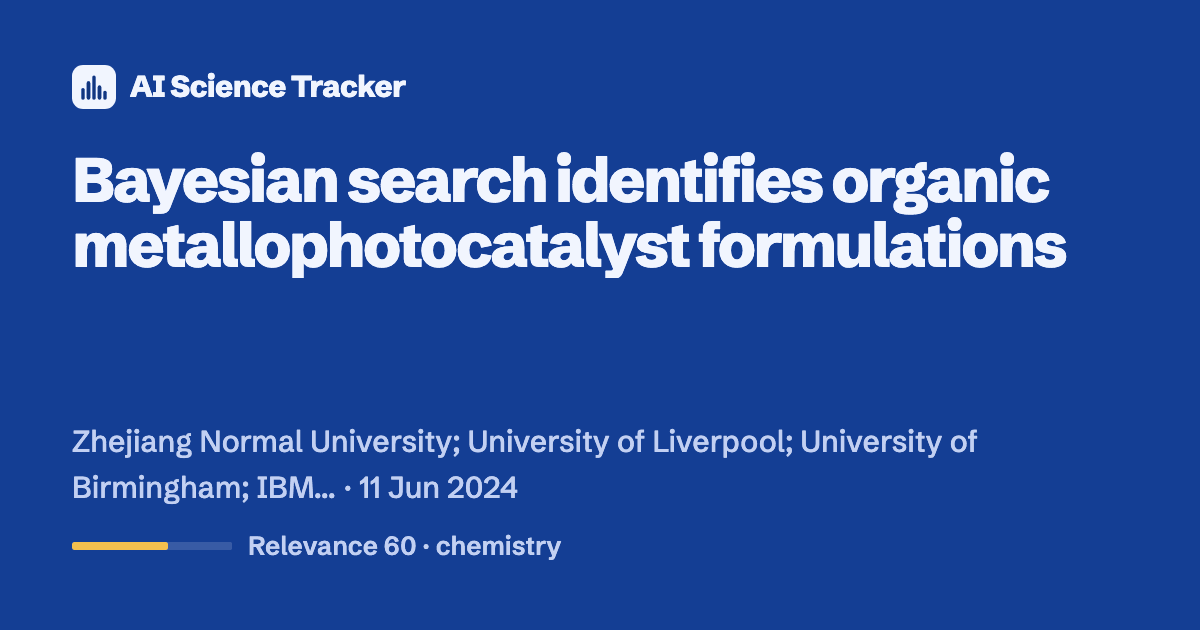 AI Science Tracker
Bayesian search identifies organic
metallophotocatalyst formulations
Zhejiang Normal University; University of Liverpool; University of
Birmingham; IBM... · 11 Jun 2024
Relevance 60 · chemistry